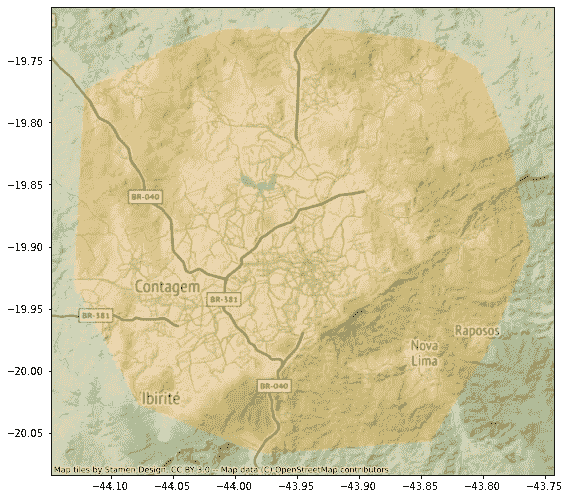 −19.75
−19.80
−19.85
−19.90
−19.95
−20.00
−20.05
BR-040
Contagem
BR-381
BR-381
Raposos
Nova
Lima
BR-040
Ibirité
Map tiles by Stamen Design, CC BY 3.0 -- Map data (C) OpenStreetMap contributors
−44.10
−44.05
−44.00
−43.95
−43.90
−43.85
−43.80
−43.75